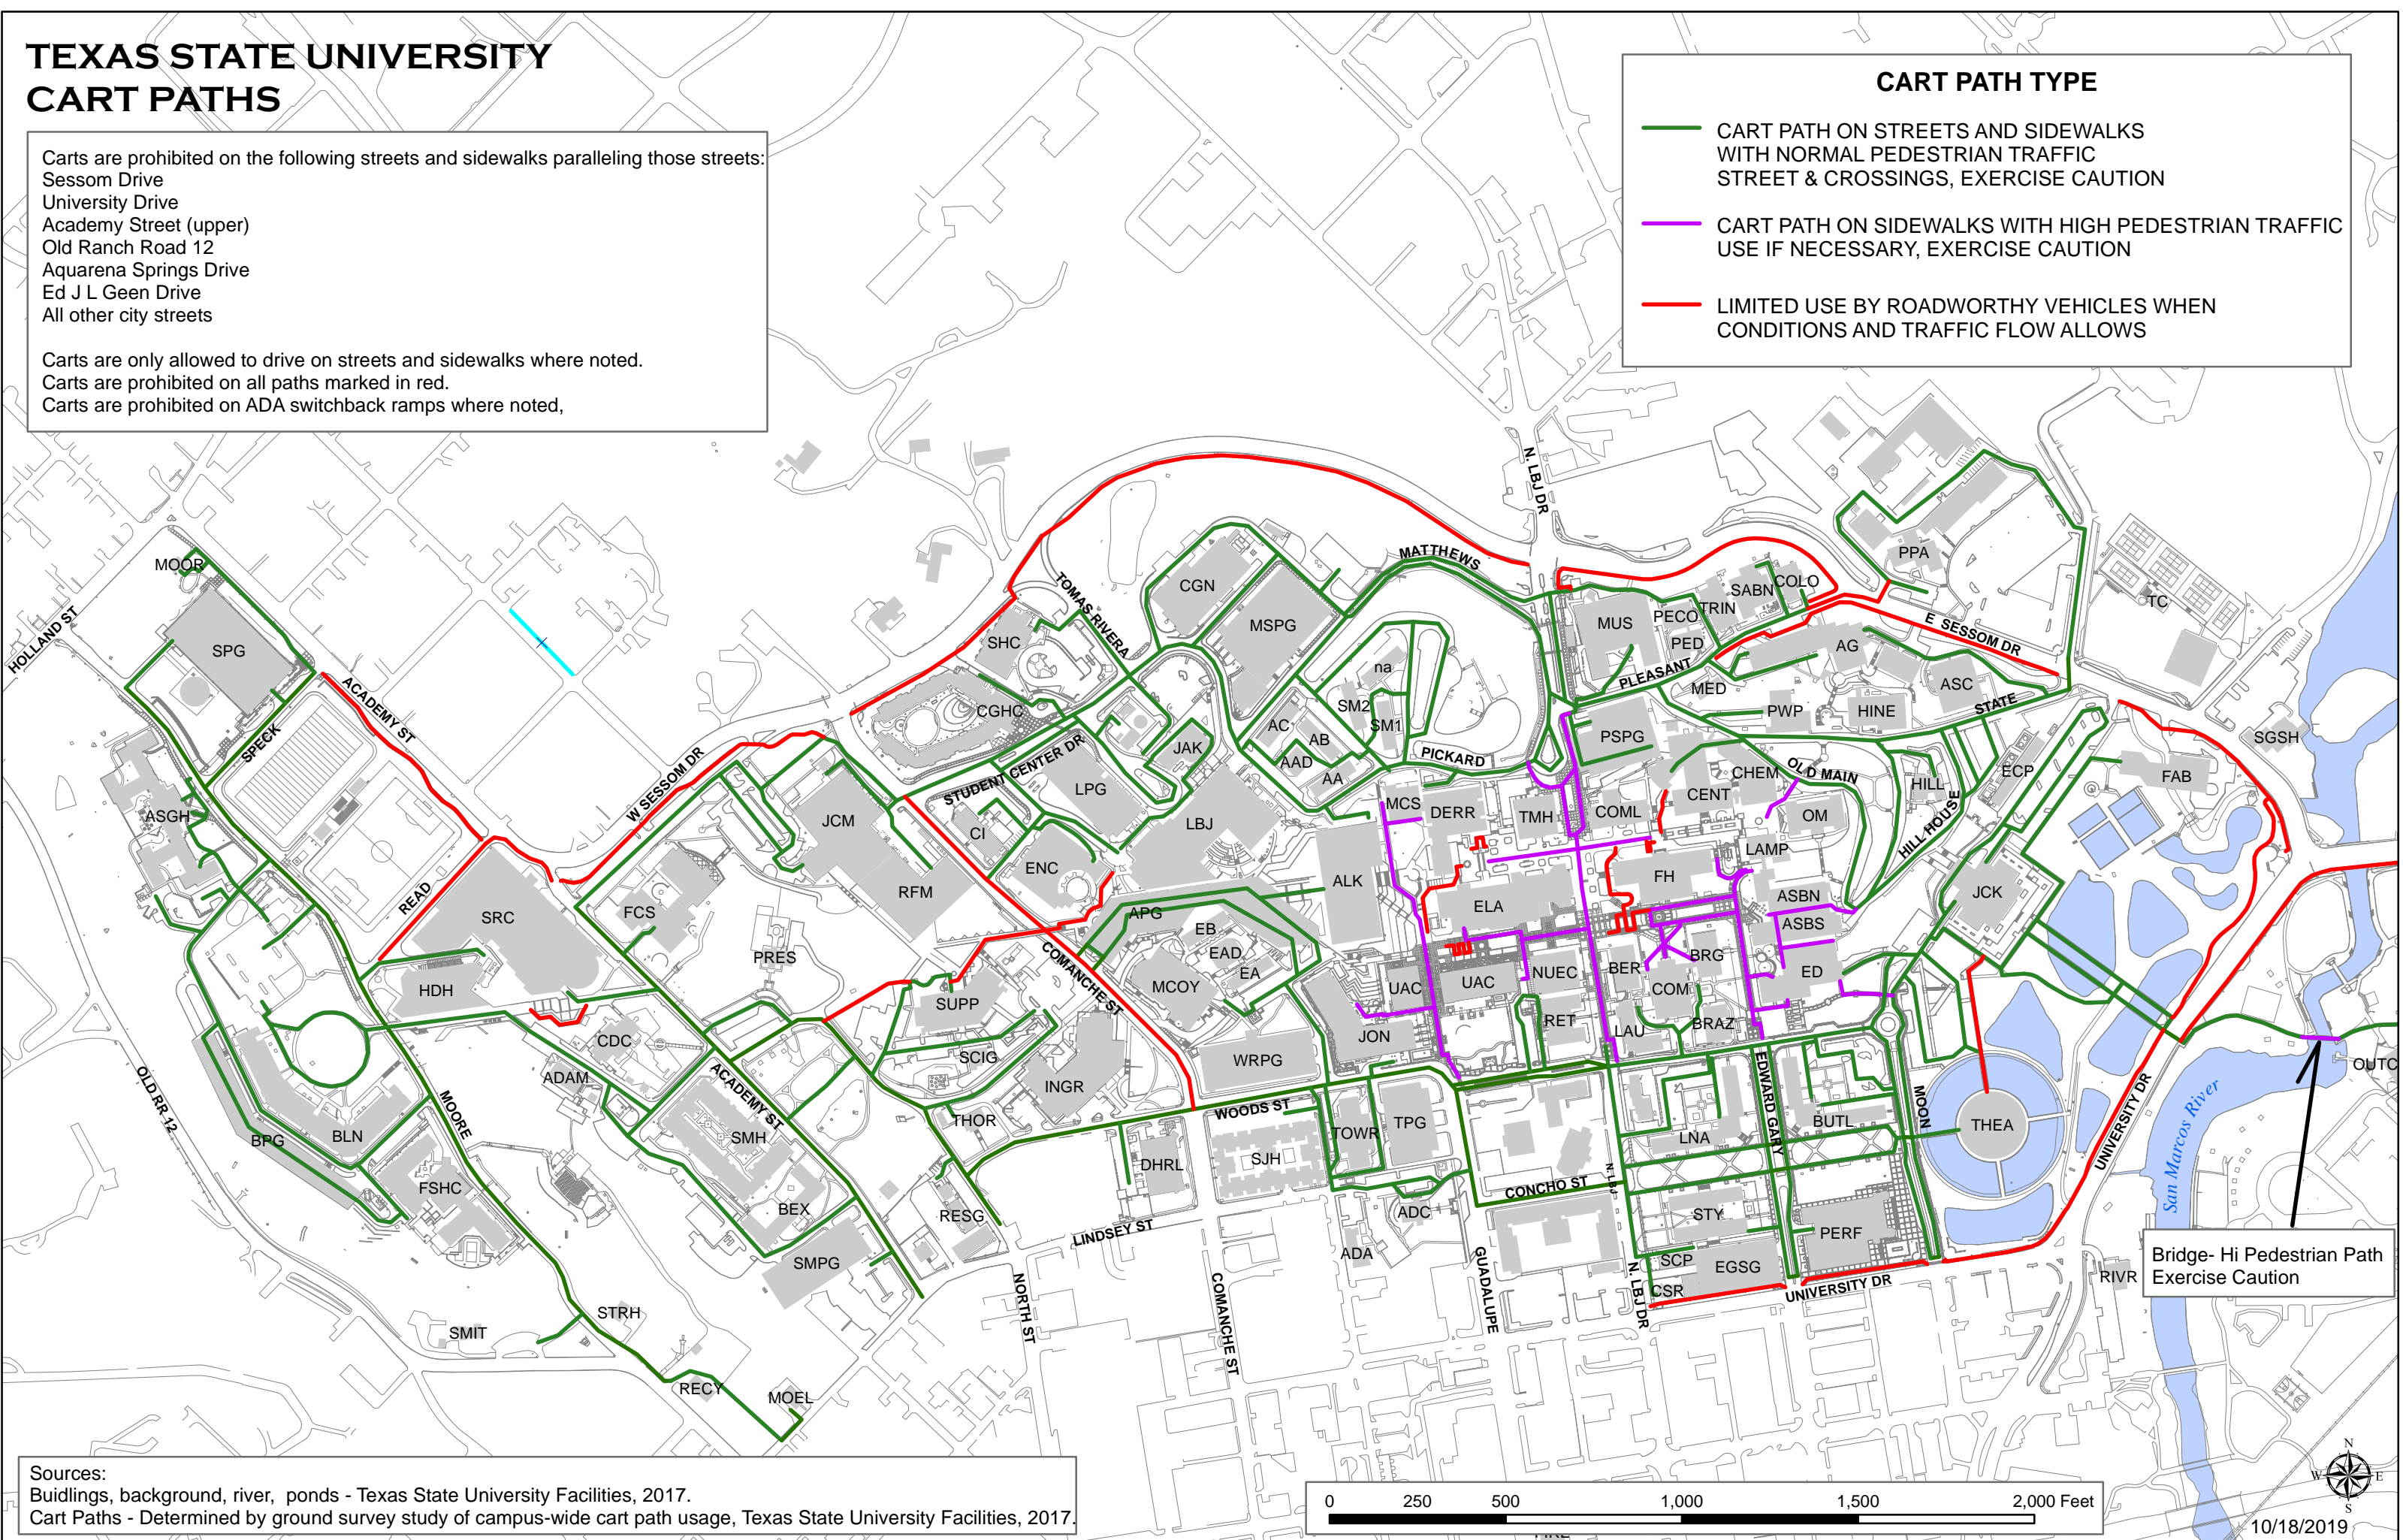 TEXAS STATE UNIVERSITY
CART PATHS
Carts are prohibited on the following streets and sidewalks paralleling those streets:
Sessom Drive
University Drive
Academy Street (upper)
Old Ranch Road 12
Aquarena Springs Drive
Ed J L Geen Drive
All other city streets
Carts are only allowed to drive on streets and sidewalks where noted.
Carts are prohibited on all paths marked in red.
Carts are prohibited on ADA switchback ramps where noted,
CART PATH TYPE
CART PATH ON STREETS AND SIDEWALKS
WITH NORMAL PEDESTRIAN TRAFFIC
STREET & CROSSINGS, EXERCISE CAUTION
CART PATH ON SIDEWALKS WITH HIGH PEDESTRIAN TRAFFIC
USE IF NECESSARY, EXERCISE CAUTION
LIMITED USE BY ROADWORTHY VEHICLES WHEN
CONDITIONS AND TRAFFIC FLOW ALLOWS
N. LBJ DR
MATTHEWS
MOOR
CGN
PPA
COLO
SABN
TC
TOMAS RIVERA
HOLLAND ST
SPG
SHC
MSPG
MUS
PECO
TRIN
PED
E SESSOM DR
AG
na
PLEASANT
MED
ASC
STATE
ACADEMY ST
SPECK
CGHC
SM2
SM1
AC
AB
AAD
AA
JAK
PICKARD
PSPG
PWP
HINE
SGSH
W SESSOM DR
STUDENT CENTER DR
LPG
OLD MAIN
CHEM
CENT
HILL
ECP
FAB
ASGH
JCM
CI
LBJ
MCS
DERR
TMH
COML
OM
HILL HOUSE
LAMP
READ
SRC
FCS
RFM
ENC
ALK
ELA
FH
ASBN
ASBS
JCK
APG
EB
EAD
EA
PRES
HDH
SUPP
COMANCHE ST
MCOY
UAC
UAC
NUEC
BER
BRG
COM
ED
CDC
SCIG
INGR
WRPG
JON
RET
LAU
BRAZ
ADAM
ACADEMY ST
EDWARD GARY
MOON
OUTC
OLD RR 12
MOORE
BPG
BLN
SMH
THOR
WOODS ST
TOWR
TPG
LNA
BUTL
THEA
UNIVERSITY DR
San Marcos River
FSHC
BEX
RESG
DHRL
SJH
CONCHO ST
N. LBJ
ADC
STY
PERF
LINDSEY ST
ADA
GUADALUPE
SCP
EGSG
CSR
SMPG
NORTH ST
COMANCHE ST
N. LBJ DR
UNIVERSITY DR
RIVR
Bridge- Hi Pedestrian Path
Exercise Caution
SMIT
STRH
RECY
MOEL
Sources:
Buidlings, background, river, ponds - Texas State University Facilities, 2017.
Cart Paths - Determined by ground survey study of campus-wide cart path usage, Texas State University Facilities, 2017.
0 250 500 1,000 1,500 2,000 Feet
N
W E
S
10/18/2019